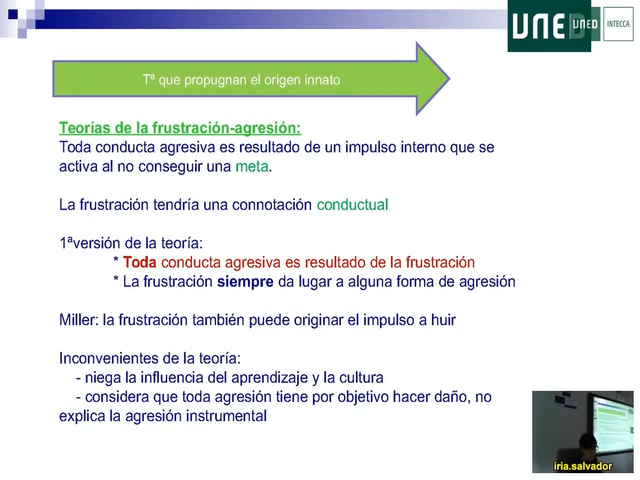 UNED
UNED
INTECCA
Tª que propugnan el origen innato
Teorías de la frustración-agresión:
Toda conducta agresiva es resultado de un impulso interno que se
activa al no conseguir una meta.
La frustración tendría una connotación conductual
1ªversión de la teoría:
* Toda conducta agresiva es resultado de la frustración
* La frustración siempre da lugar a alguna forma de agresión
Miller: la frustración también puede originar el impulso a huir
Inconvenientes de la teoría:
- niega la influencia del aprendizaje y la cultura
- considera que toda agresión tiene por objetivo hacer daño, no
explica la agresión instrumental
iria.salvador